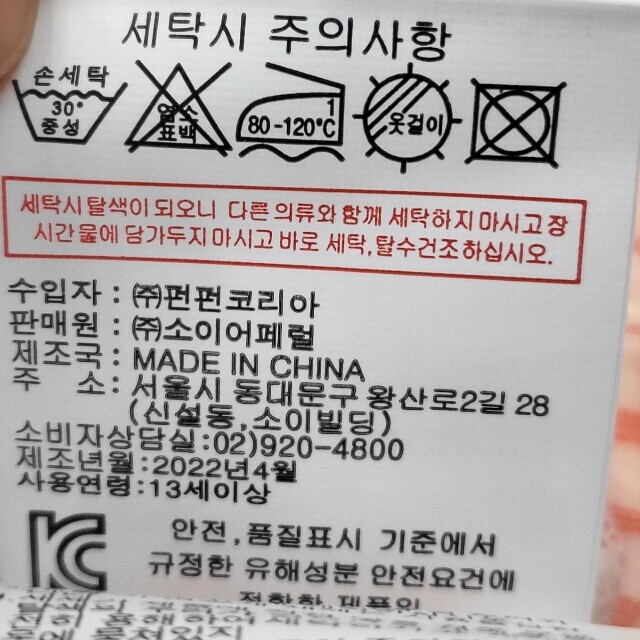 세탁시 주의사항
손세탁
30°
중성
염소
표백
1
80-120°C
옷걸이
세탁시 탈색이 되오니 다른 의류와 함께 세탁하지 마시고 장
시간 물에 담가두지 마시고 바로 세탁,탈수건조하십시오.
수입자 : ㈜펀펀코리아
판매원 : ㈜소이어페럴
제조국 : MADE IN CHINA
주 소 : 서울시 동대문구 왕산로2길 28
(신설동,소이빌딩)
소비자상담실:02)920-4800
제조년월:2022년4월
사용연령:13세이상
안전,품질표시 기준에서
규정한 유해성분 안전요건에
적합한 제품임